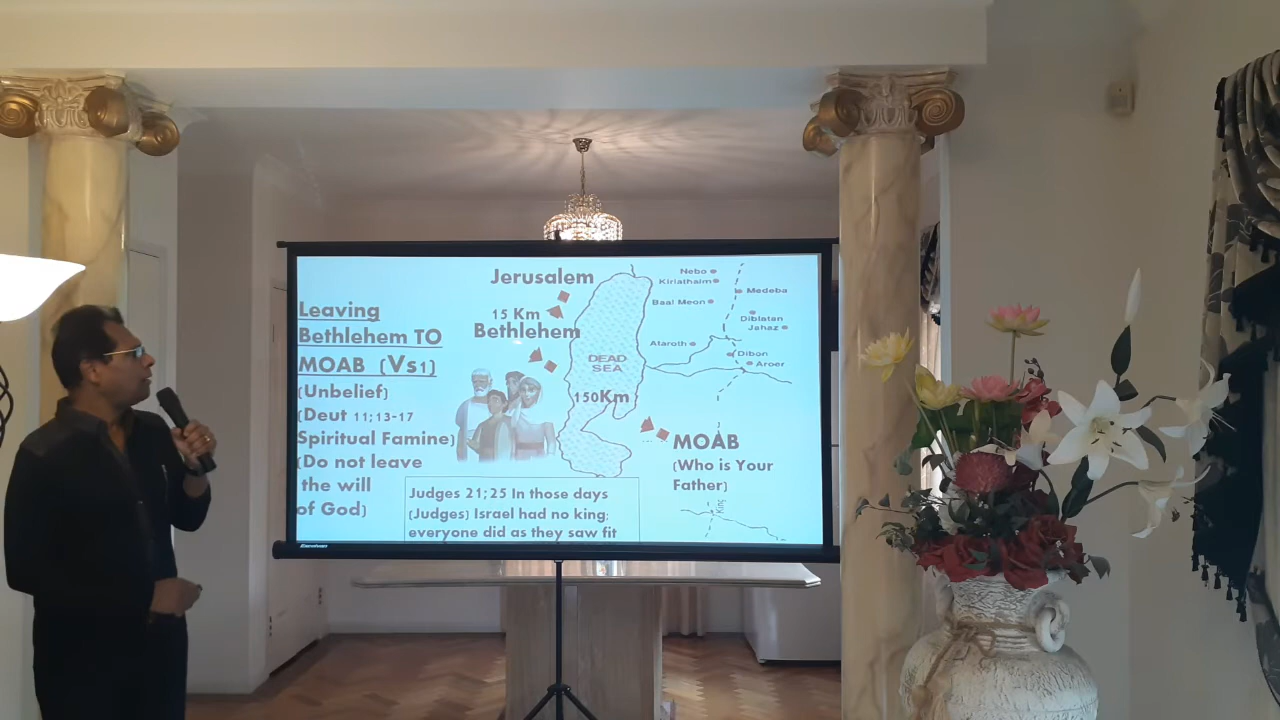 Leaving
Bethlehem TO
MOAB (Vs1)
(Unbelief)
(Deut 11;13-17
Spiritual Famine)
(Do not leave
the will
of God)
Jerusalem
15 Km
Bethlehem
DEAD
SEA
150Km
Nebo
Kiriathaim
Medeba
Baal Meon
Diblatan
Jahaz
Ataroth
Dibon
Aroer
MOAB
(Who is Your
Father)
Judges 21;25 In those days
(Judges) Israel had no king;
everyone did as they saw fit